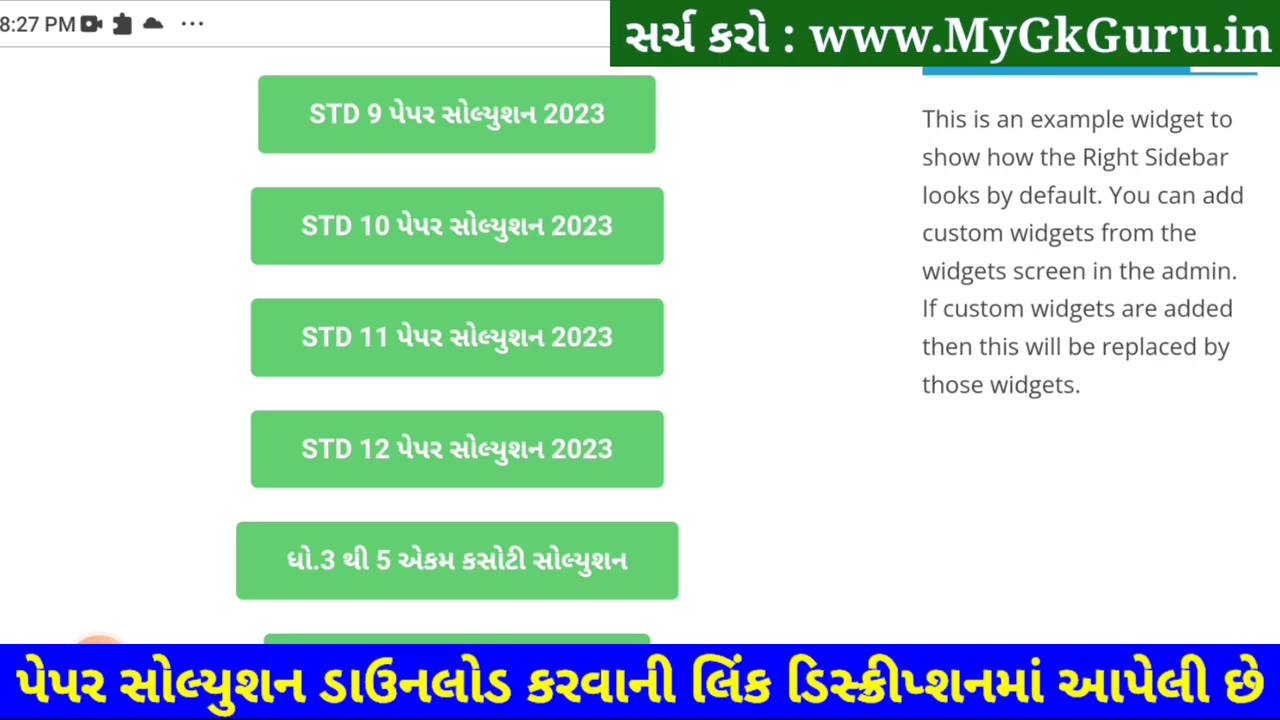 8:27 PM
સર્ચ કરો : www.MyGkGuru.in
STD 9 પેપર સોલ્યુશન 2023
STD 10 પેપર સોલ્યુશન 2023
STD 11 પેપર સોલ્યુશન 2023
STD 12 પેપર સોલ્યુશન 2023
ધો.3 થી 5 એકમ કસોટી સોલ્યુશન
This is an example widget to
show how the Right Sidebar
looks by default. You can add
custom widgets from the
widgets screen in the admin.
If custom widgets are added
then this will be replaced by
those widgets.
પેપર સોલ્યુશન ડાઉનલોડ કરવાની લિંક ડિસ્ક્રીપ્શનમાં આપેલી છે